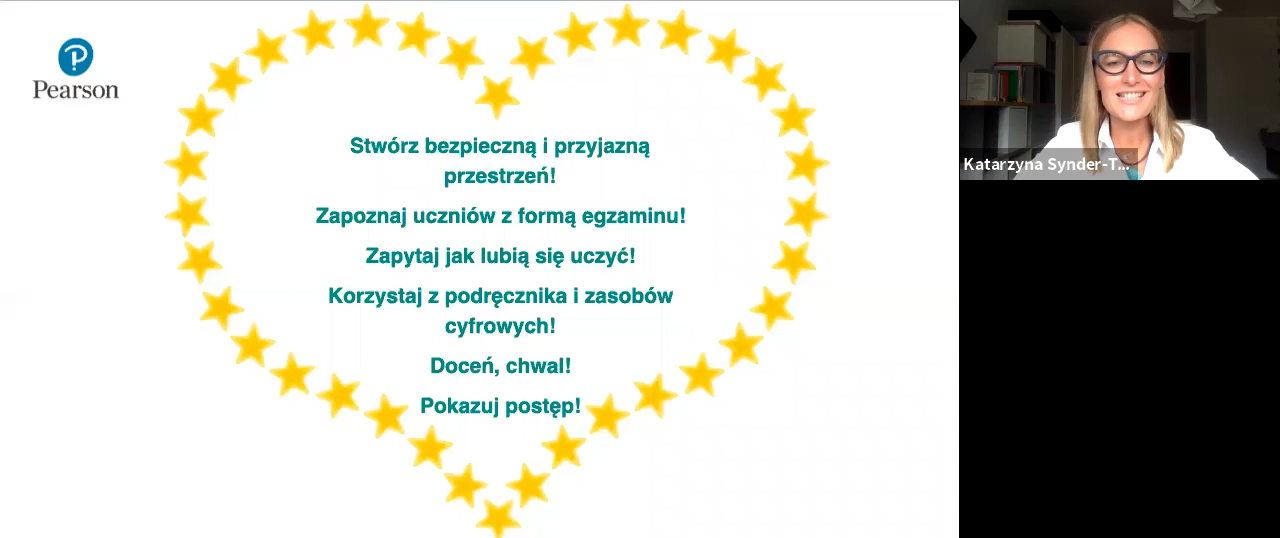 Pearson
Stwórz bezpieczną i przyjazną
przestrzeń!
Zapoznaj uczniów z formą egzaminu!
Zapytaj jak lubią się uczyć!
Korzystaj z podręcznika i zasobów
cyfrowych!
Doceń, chwal!
Pokazuj postęp!
Katarzyna Synder-T...